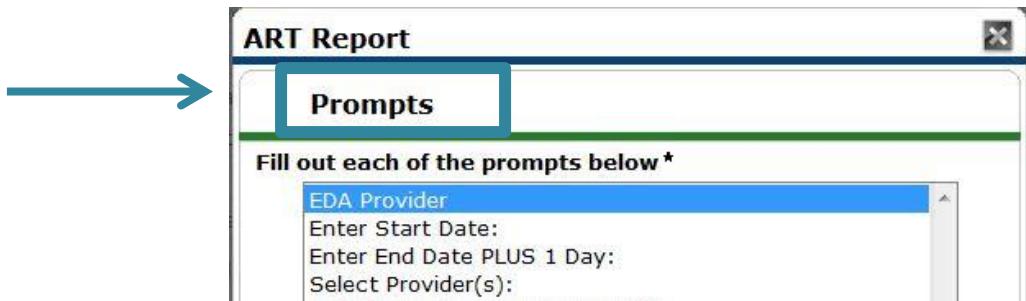 ART Report
Prompts
Fill out each of the prompts below*
EDA Provider
Enter Start Date:
Enter End Date PLUS 1 Day:
Select Provider(s):